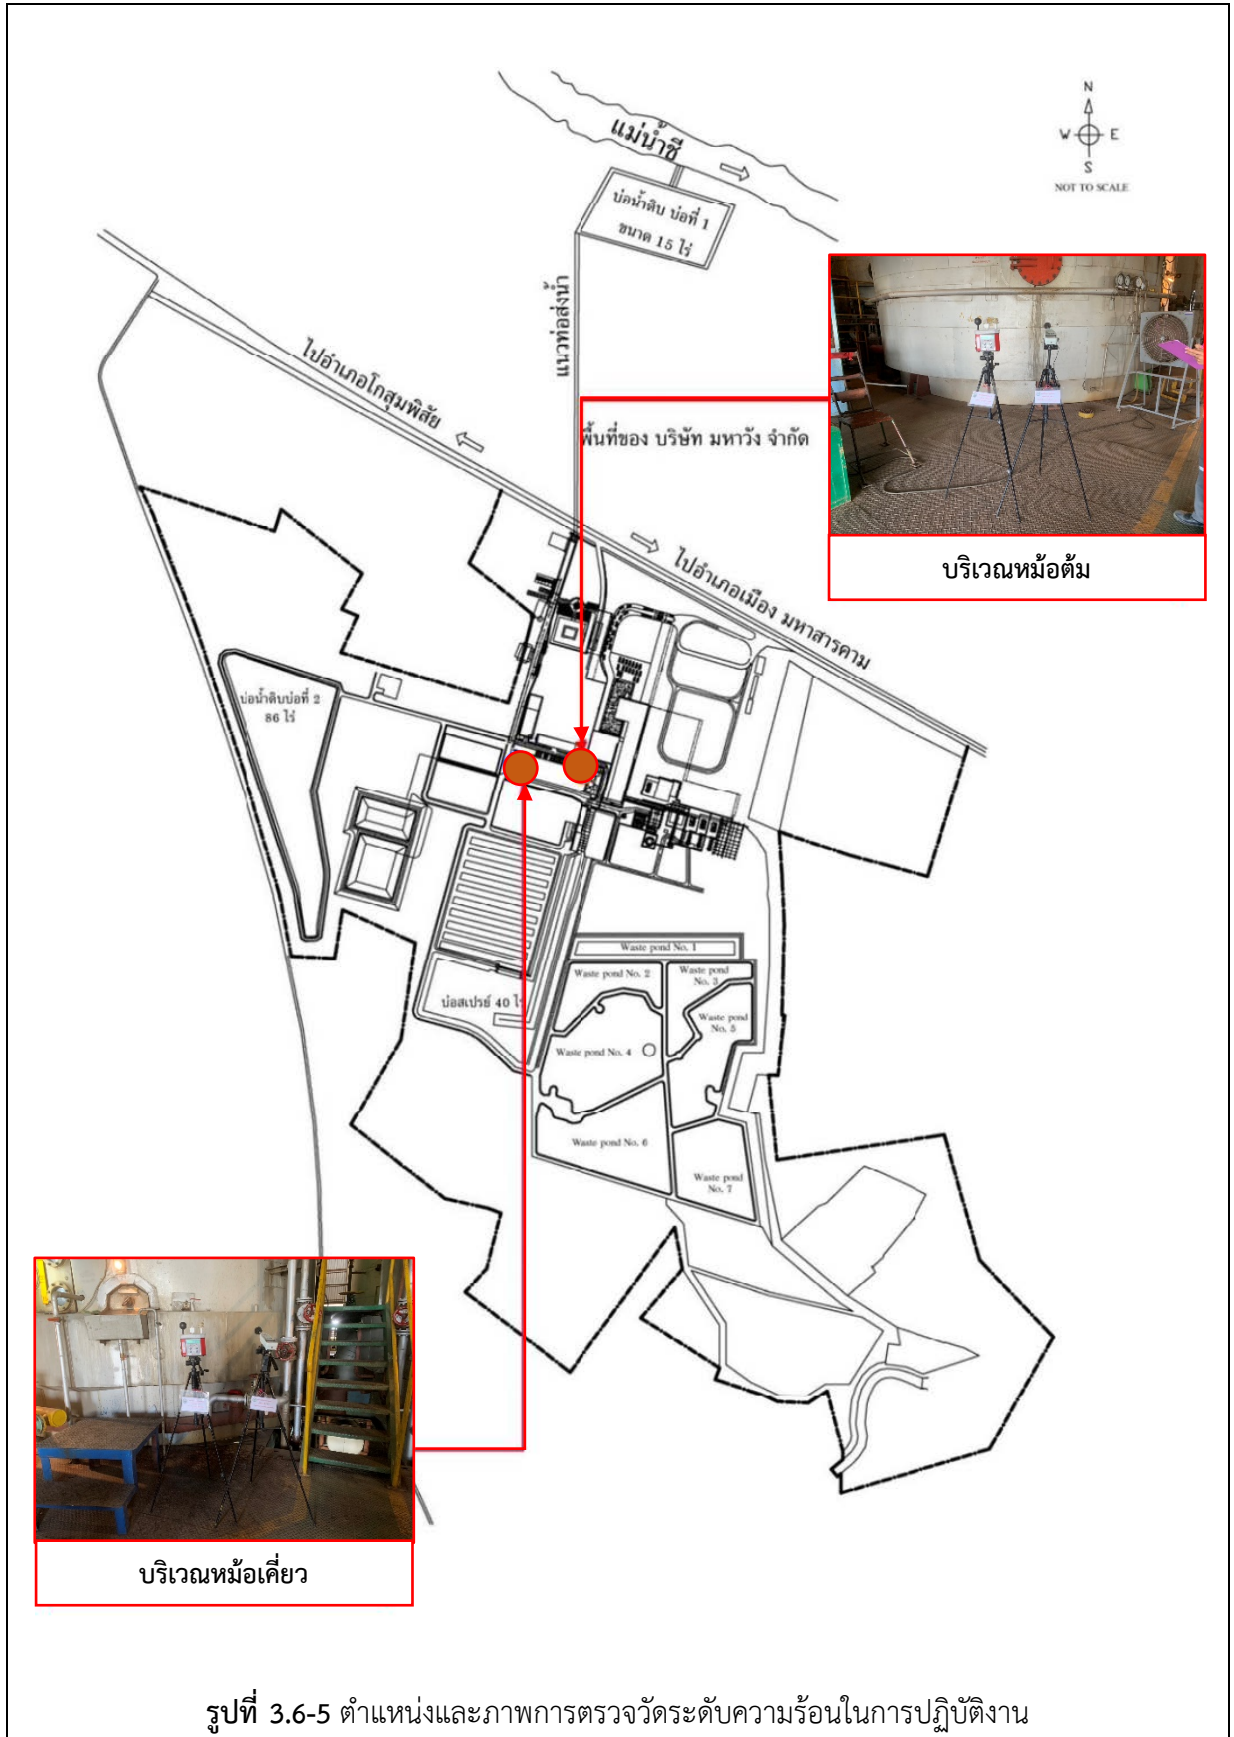 N
W E
S
NOT TO SCALE
แม่น้ำชี
บ่อน้ำดิบ บ่อที่ 1
ขนาด 15 ไร่
แนวท่อส่งน้ำ
ไปอำเภอโกสุมพิสัย
พื้นที่ของ บริษัท มหาวัง จำกัด
บริเวณหม้อต้ม
ไปอำเภอเมือง มหาสารคาม
บ่อน้ำดิบบ่อที่ 2
86 ไร่
Waste pond No. 1
Waste pond No. 2
Waste pond
No. 3
บ่อสเปรย์ 40 ไร่
Waste pond
No. 5
Waste pond No. 4
Waste pond No. 6
Waste pond
No. 7
บริเวณหม้อเคี่ยว
รูปที่ 3.6-5 ตำแหน่งและภาพการตรวจวัดระดับความร้อนในการปฏิบัติงาน